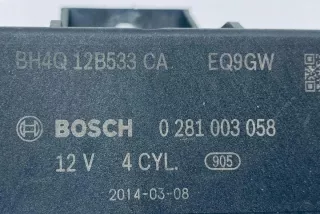 BH4Q 12B533 CA EQ9GW
BOSCH 0 281 003 058
12 V 4 CYL. 905
2014-03-08